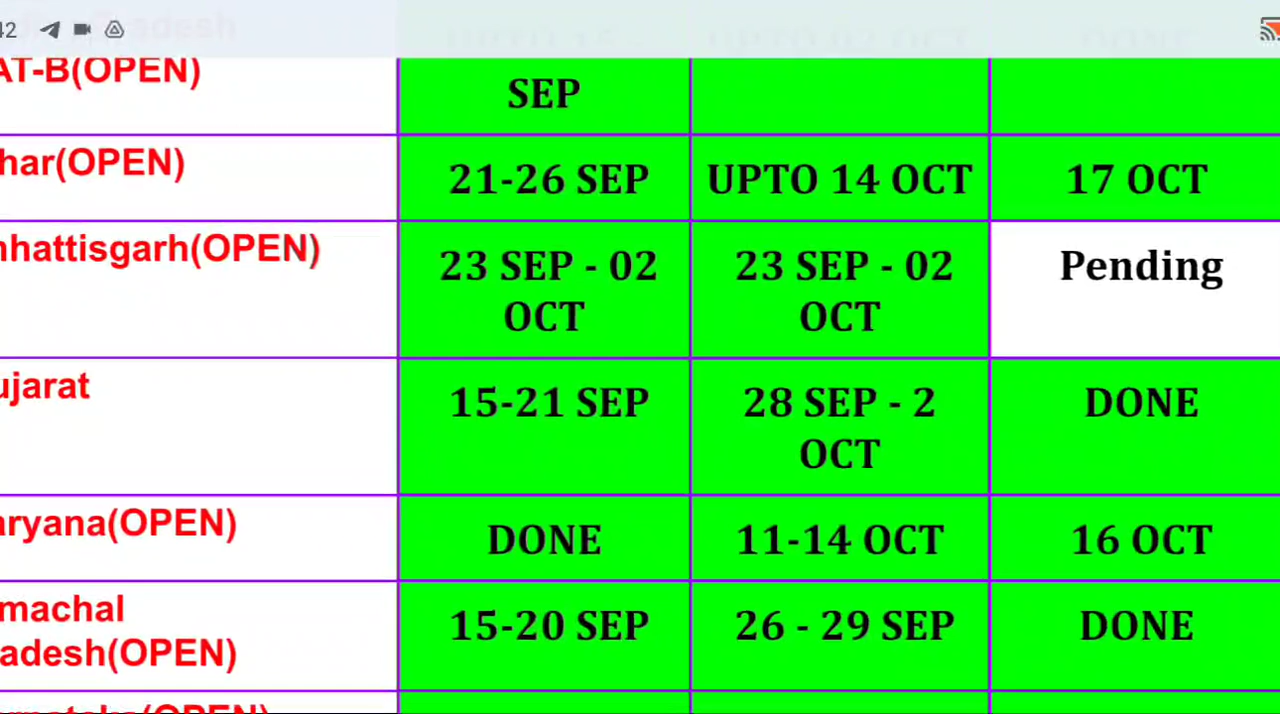 42
AT-B(OPEN)
SEP
har(OPEN)
21-26 SEP
UPTO 14 OCT
17 OCT
hhattisgarh(OPEN)
23 SEP - 02
OCT
23 SEP - 02
OCT
Pending
ujarat
15-21 SEP
28 SEP - 2
OCT
DONE
aryana(OPEN)
DONE
11-14 OCT
16 OCT
machal
adesh(OPEN)
15-20 SEP
26 - 29 SEP
DONE